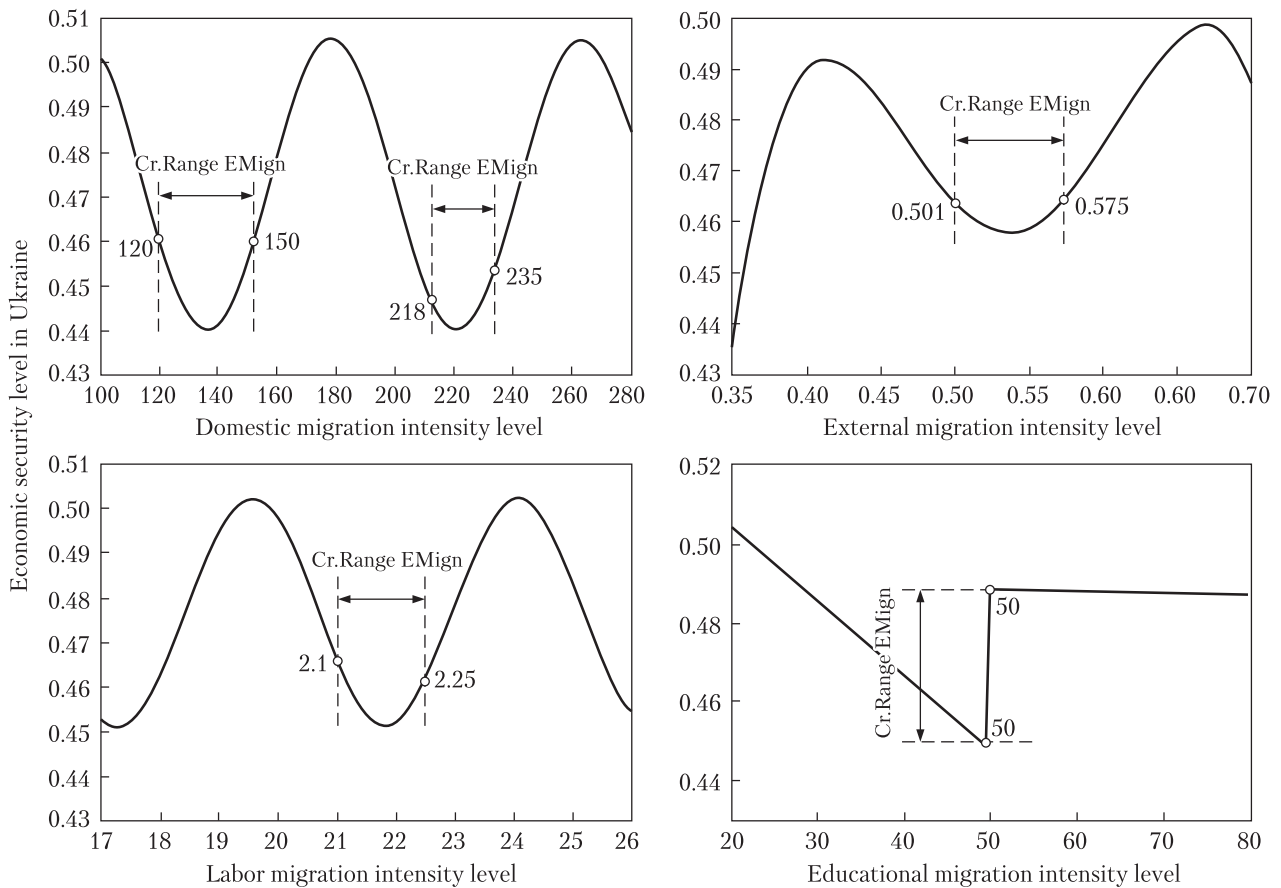 Economic security level in Ukraine
0.51
0.50
0.49
0.48
0.47
0.46
0.45
0.44
0.43
Cr.Range EMign
Cr.Range EMign
120
150
218
235
100 120 140 160 180 200 220 240 260 280
Domestic migration intensity level
0.50
0.49
0.48
0.47
0.46
0.45
0.44
0.43
Cr.Range EMign
0.501
0.575
0.35 0.40 0.45 0.50 0.55 0.60 0.60 0.70
External migration intensity level
0.51
0.50
0.49
0.48
0.47
0.46
0.45
0.44
0.43
Cr.Range EMign
2.1
2.25
17 18 19 20 21 22 23 24 25 26
Labor migration intensity level
0.52
0.50
0.48
0.46
0.44
Cr.Range EMign
50
50
20 30 40 50 60 70 80
Educational migration intensity level